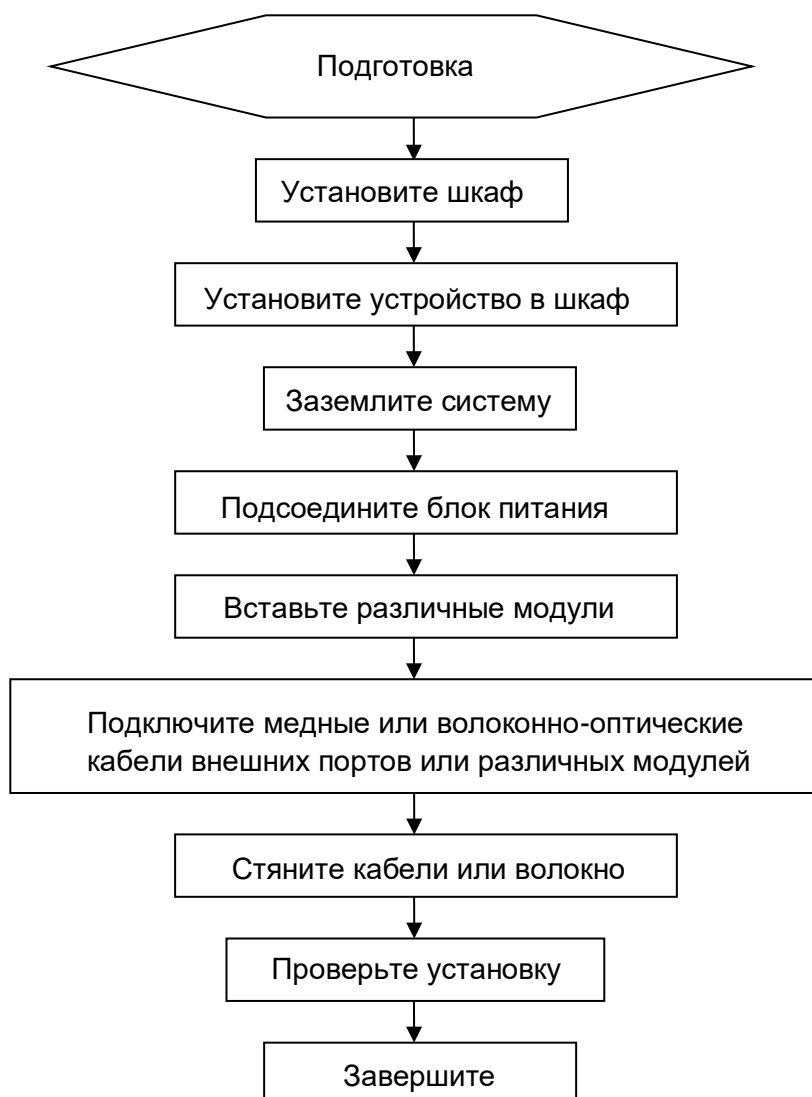 Подготовка
Установите шкаф
Установите устройство в шкаф
Заземлите систему
Подсоедините блок питания
Вставьте различные модули
Подключите медные или волоконно-оптические
кабели внешних портов или различных модулей
Стяните кабели или волокно
Проверьте установку
Завершите